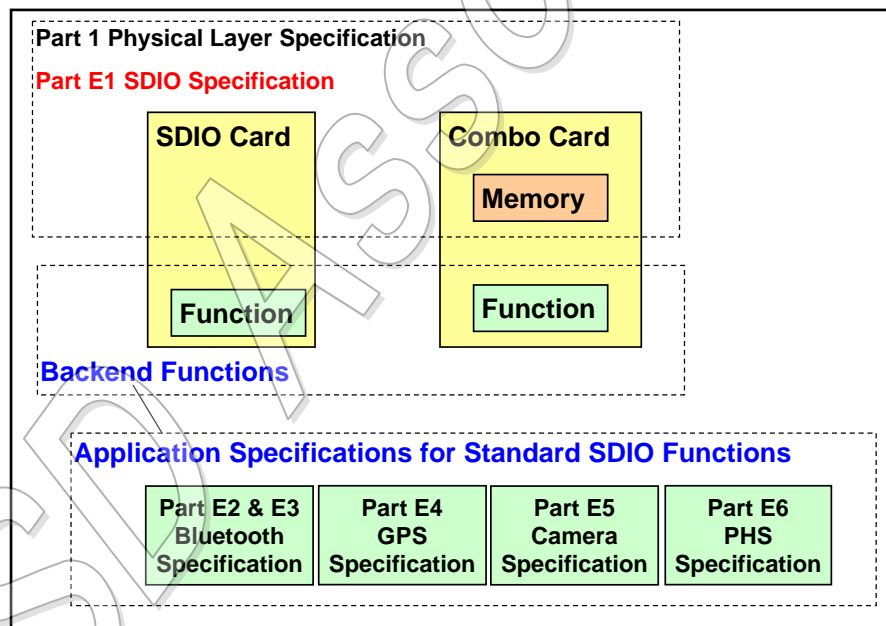 Part 1 Physical Layer Specification
Part E1 SDIO Specification
SDIO Card
Combo Card
Memory
Function
Function
Backend Functions
Application Specifications for Standard SDIO Functions
Part E2 & E3
Bluetooth
Specification
Part E4
GPS
Specification
Part E5
Camera
Specification
Part E6
PHS
Specification
SD Asso